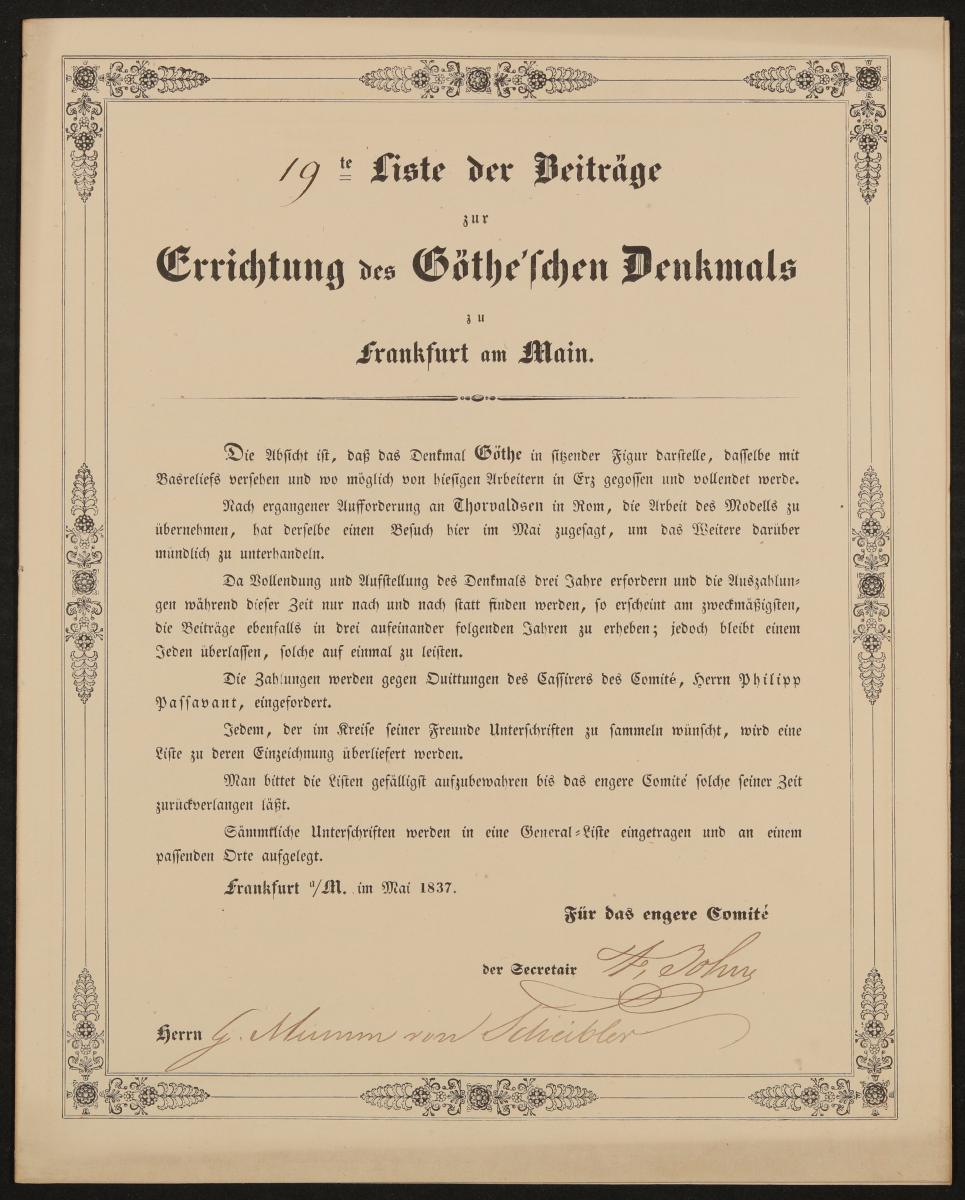 19te Liste der Beiträge
zur
Errichtung des Göthe'schen Denkmals
zu
Frankfurt am Main.
Die Absicht ist, daß das Denkmal Göthe in sitzender Figur darstelle, dasselbe mit
Basreliefs versehen und wo möglich von hiesigen Arbeitern in Erz gegossen und vollendet werde.
Nach ergangener Aufforderung an Thorvaldsen in Rom, die Arbeit des Modells zu
übernehmen, hat derselbe einen Besuch hier im Mai zugesagt, um das Weitere darüber
mündlich zu unterhandeln.
Da Vollendung und Aufstellung des Denkmals drei Jahre erfordern und die Auszahlun-
gen während dieser Zeit nur nach und nach statt finden werden, so erscheint am zweckmäßigsten,
die Beiträge ebenfalls in drei aufeinander folgenden Jahren zu erheben; jedoch bleibt einem
Jeden überlassen, solche auf einmal zu leisten.
Die Zahlungen werden gegen Quittungen des Cassirers des Comité, Herrn Philipp
Passavant, eingefordert.
Jedem, der im Kreise seiner Freunde Unterschriften zu sammeln wünscht, wird eine
Liste zu deren Einzeichnung überliefert werden.
Man bittet die Listen gefälligst aufzubewahren bis das engere Comité solche seiner Zeit
zurückverlangen läßt.
Sämmtliche Unterschriften werden in eine General-Liste eingetragen und an einem
passenden Orte aufgelegt.
Frankfurt a/M. im Mai 1837.
Für das engere Comité
der Secretair
Herrn G. Mumm von Scheibler